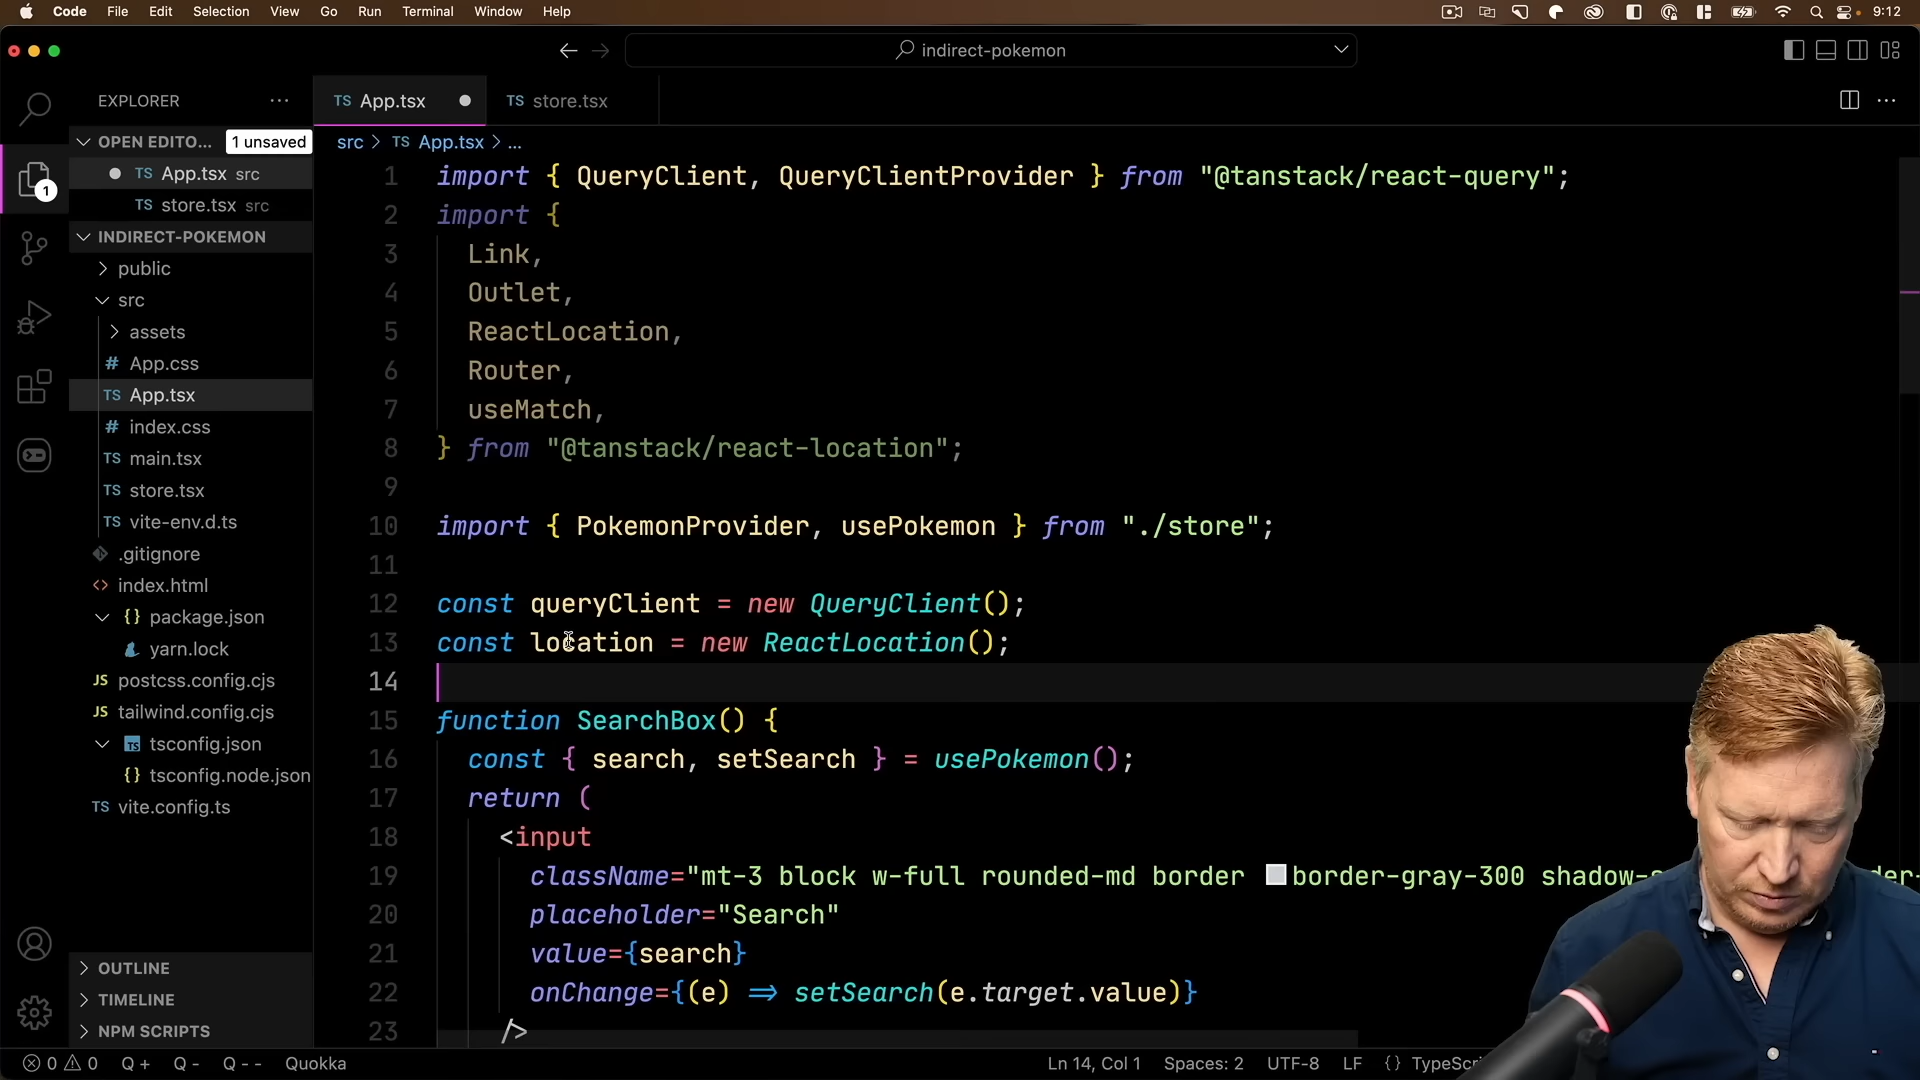 Code File Edit Selection View Go Run Terminal Window Help 9:12
indirect-pokemon
EXPLORER
TS App.tsx
TS store.tsx
OPEN EDITO... 1 unsaved
TS App.tsx src
TS store.tsx src
INDIRECT-POKEMON
public
src
assets
# App.css
TS App.tsx
# index.css
TS main.tsx
TS store.tsx
TS vite-env.d.ts
.gitignore
<> index.html
{} package.json
yarn.lock
JS postcss.config.cjs
JS tailwind.config.cjs
TS tsconfig.json
{} tsconfig.node.json
TS vite.config.ts
OUTLINE
TIMELINE
NPM SCRIPTS
1
src > TS App.tsx > ...
1 import { QueryClient, QueryClientProvider } from "@tanstack/react-query";
2 import {
3 Link,
4 Outlet,
5 ReactLocation,
6 Router,
7 useMatch,
8 } from "@tanstack/react-location";
9
10 import { PokemonProvider, usePokemon } from "./store";
11
12 const queryClient = new QueryClient();
13 const location = new ReactLocation();
14
15 function SearchBox() {
16 const { search, setSearch } = usePokemon();
17 return (
18 <input
19 className="mt-3 block w-full rounded-md border border-gray-300 shadow-
20 placeholder="Search"
21 value={search}
22 onChange={(e) => setSearch(e.target.value)}
23 />
0 0 Q + Q - Q - - Quokka Ln 14, Col 1 Spaces: 2 UTF-8 LF {}